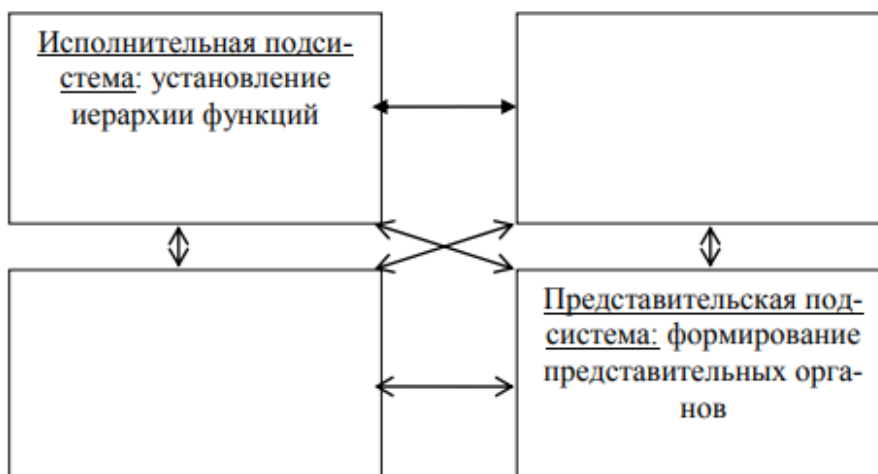 Исполнительная подси-
стема: установление
иерархии функций
Представительская под-
система: формирование
представительных орга-
нов